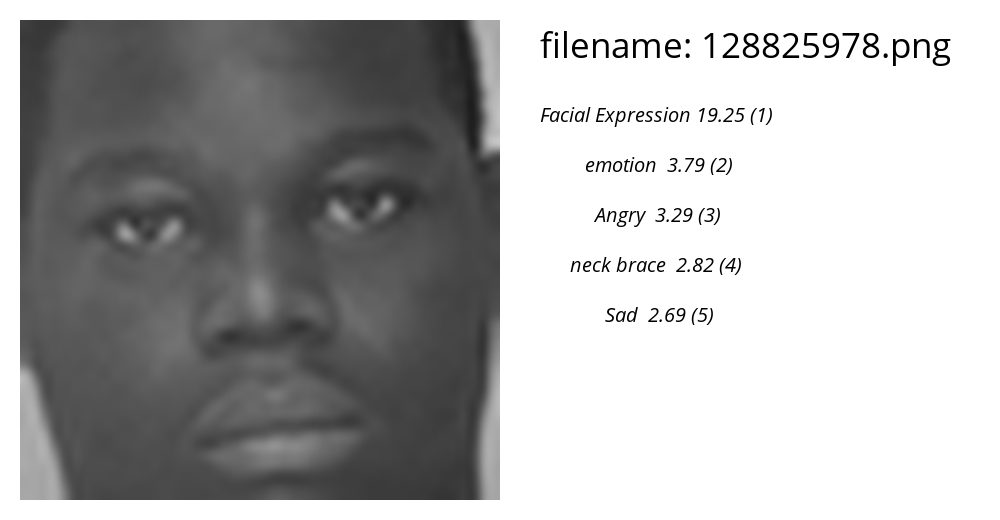 filename: 128825978.png
Facial Expression 19.25 (1)
emotion 3.79 (2)
Angry 3.29 (3)
neck brace 2.82 (4)
Sad 2.69 (5)